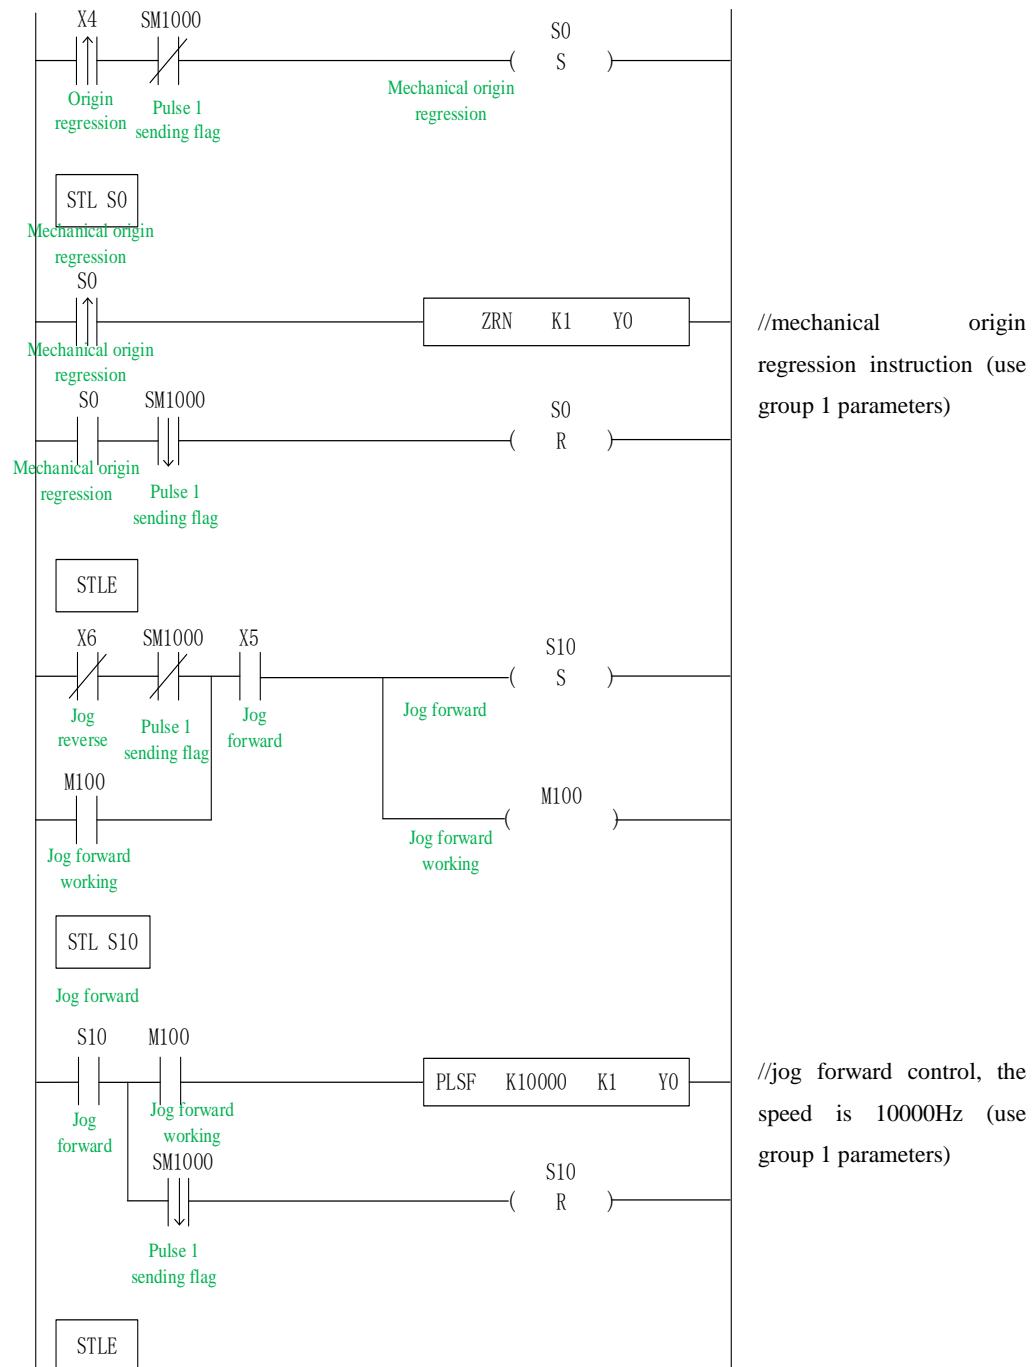 X4 SM1000
S0
( S )
Origin
regression
Pulse 1
sending flag
Mechanical origin
regression
STL S0
Mechanical origin
regression
S0
ZRN K1 Y0
Mechanical origin
regression
//mechanical origin
regression instruction (use
group 1 parameters)
S0 SM1000
S0
( R )
Mechanical origin
regression
Pulse 1
sending flag
STLE
X6 SM1000 X5
S10
( S )
Jog
reverse
Pulse 1
sending flag
Jog
forward
Jog forward
M100
M100
( )
Jog forward
working
Jog forward
working
STL S10
Jog forward
S10 M100
PLSF K10000 K1 Y0
Jog
forward
Jog forward
working
//jog forward control, the
speed is 10000Hz (use
group 1 parameters)
SM1000
S10
( R )
Pulse 1
sending flag
STLE